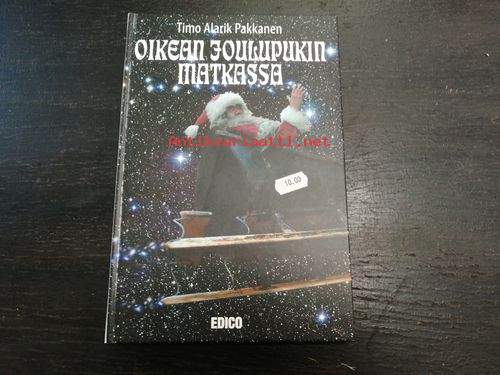 Timo Alarik Pakkanen
OIKEAN JOULUPUKIN
MATKASSA
Antikvariaatti.net
10,00
EDICO